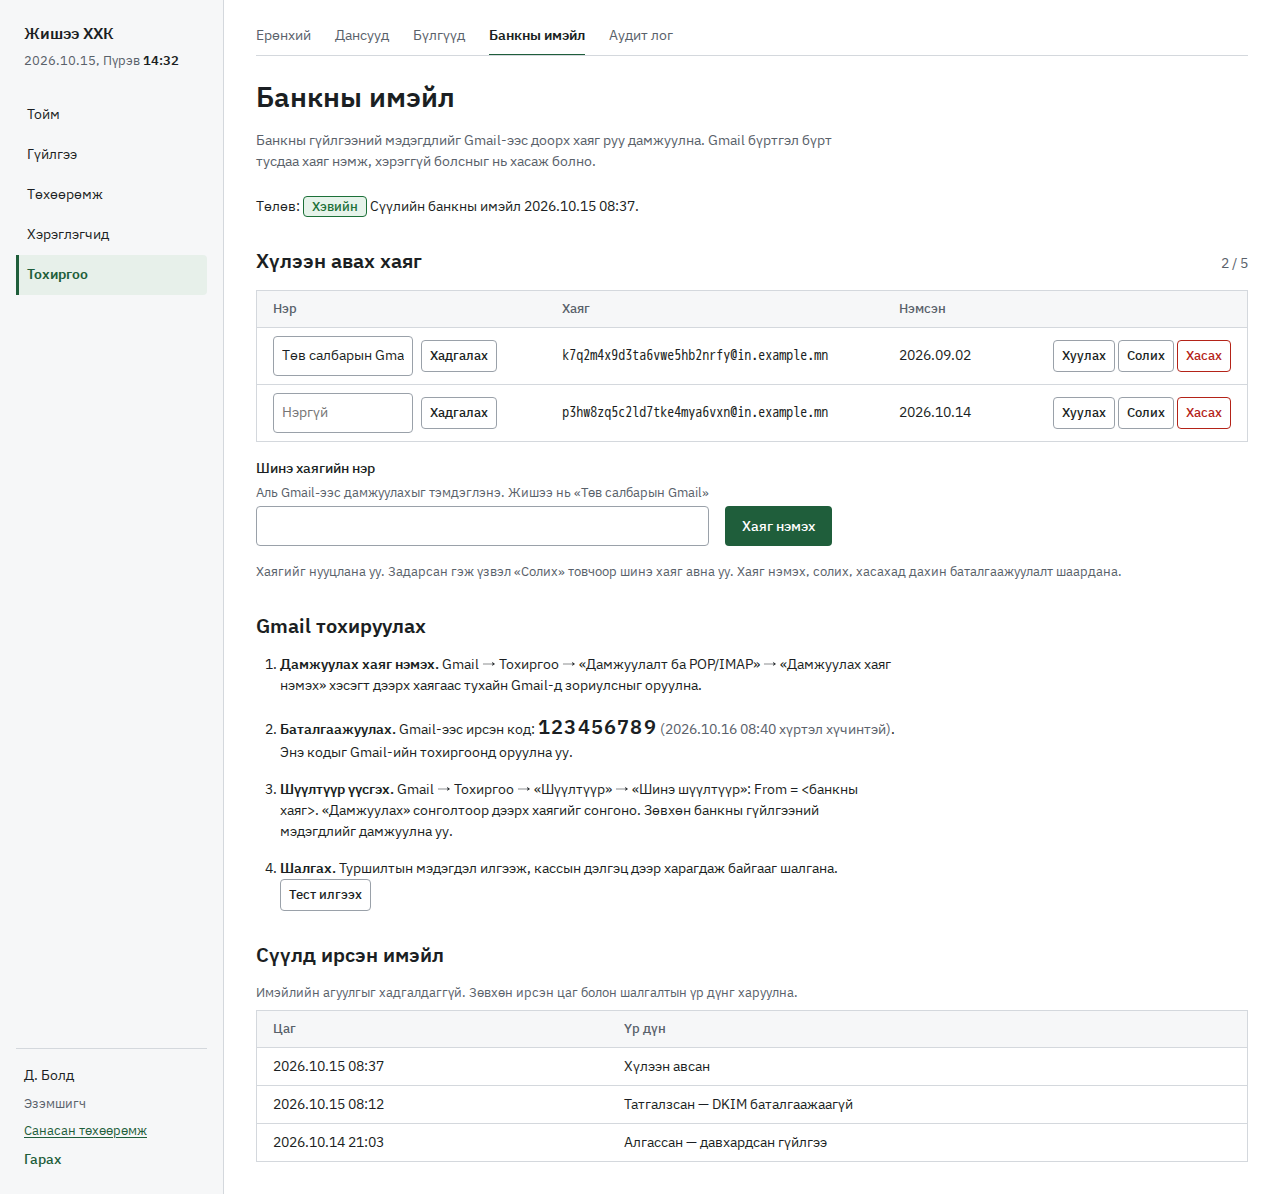 Жишээ ХХК
2026.10.15, Пүрэв 14:32
Тойм
Гүйлгээ
Төхөөрөмж
Хэрэглэгчид
Тохиргоо
Д. Болд
Эзэмшигч
Санасан төхөөрөмж
Гарах
Ерөнхий Дансууд Бүлгүүд Банкны имэйл Аудит лог
Банкны имэйл
Банкны гүйлгээний мэдэгдлийг Gmail-ээс доорх хаяг руу дамжуулна. Gmail бүртгэл бүрт
тусдаа хаяг нэмж, хэрэггүй болсныг нь хасаж болно.
Төлөв: Хэвийн Сүүлийн банкны имэйл 2026.10.15 08:37.
Хүлээн авах хаяг 2 / 5
Нэр Хаяг Нэмсэн
Төв салбарын Gma Хадгалах k7q2m4x9d3ta6vwe5hb2nrfy@in.example.mn 2026.09.02 Хуулах Солих Хасах
Нэргүй Хадгалах p3hw8zq5c2ld7tke4mya6vxn@in.example.mn 2026.10.14 Хуулах Солих Хасах
Шинэ хаягийн нэр
Аль Gmail-ээс дамжуулахыг тэмдэглэнэ. Жишээ нь «Төв салбарын Gmail»
Хаяг нэмэх
Хаягийг нууцлана уу. Задарсан гэж үзвэл «Солих» товчоор шинэ хаяг авна уу. Хаяг нэмэх, солих, хасахад дахин баталгаажуулалт шаардана.
Gmail тохируулах
1. Дамжуулах хаяг нэмэх. Gmail → Тохиргоо → «Дамжуулалт ба POP/IMAP» → «Дамжуулах хаяг
нэмэх» хэсэгт дээрх хаягаас тухайн Gmail-д зориулсныг оруулна.
2. Баталгаажуулах. Gmail-ээс ирсэн код: 123456789 (2026.10.16 08:40 хүртэл хүчинтэй).
Энэ кодыг Gmail-ийн тохиргоонд оруулна уу.
3. Шүүлтүүр үүсгэх. Gmail → Тохиргоо → «Шүүлтүүр» → «Шинэ шүүлтүүр»: From = <банкны
хаяг>. «Дамжуулах» сонголтоор дээрх хаягийг сонгоно. Зөвхөн банкны гүйлгээний
мэдэгдлийг дамжуулна уу.
4. Шалгах. Туршилтын мэдэгдэл илгээж, кассын дэлгэц дээр харагдаж байгааг шалгана.
Тест илгээх
Сүүлд ирсэн имэйл
Имэйлийн агуулгыг хадгалдаггүй. Зөвхөн ирсэн цаг болон шалгалтын үр дүнг харуулна.
Цаг Үр дүн
2026.10.15 08:37 Хүлээн авсан
2026.10.15 08:12 Татгалзсан — DKIM баталгаажаагүй
2026.10.14 21:03 Алгассан — давхардсан гүйлгээ